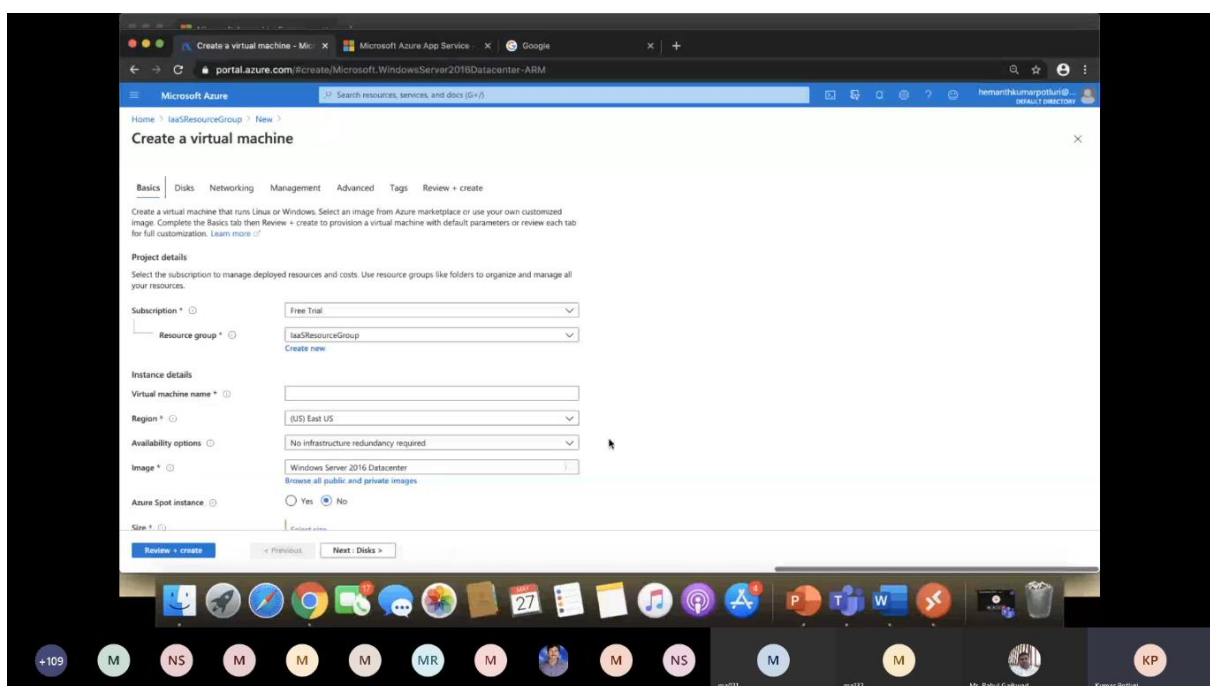 Create a virtual machine - Mic
Microsoft Azure App Service
Google
portal.azure.com/#create/Microsoft.WindowsServer2016Datacenter-ARM
Microsoft Azure
Search resources, services, and docs (G+/)
hemanthkumarpotluri@...
DEFAULT DIRECTORY
Home > IaaSResourceGroup > New >
Create a virtual machine
Basics Disks Networking Management Advanced Tags Review + create
Create a virtual machine that runs Linux or Windows. Select an image from Azure marketplace or use your own customized
image. Complete the Basics tab then Review + create to provision a virtual machine with default parameters or review each tab
for full customization. Learn more
Project details
Select the subscription to manage deployed resources and costs. Use resource groups like folders to organize and manage all
your resources.
Subscription * Free Trial
Resource group * IaaSResourceGroup
Create new
Instance details
Virtual machine name *
Region * (US) East US
Availability options No infrastructure redundancy required
Image * Windows Server 2016 Datacenter
Browse all public and private images
Azure Spot instance Yes No
Size * Select size
Review + create < Previous Next : Disks >
17
MAY
27
4
P T W
+109 M NS M M M MR M M NS M M KP